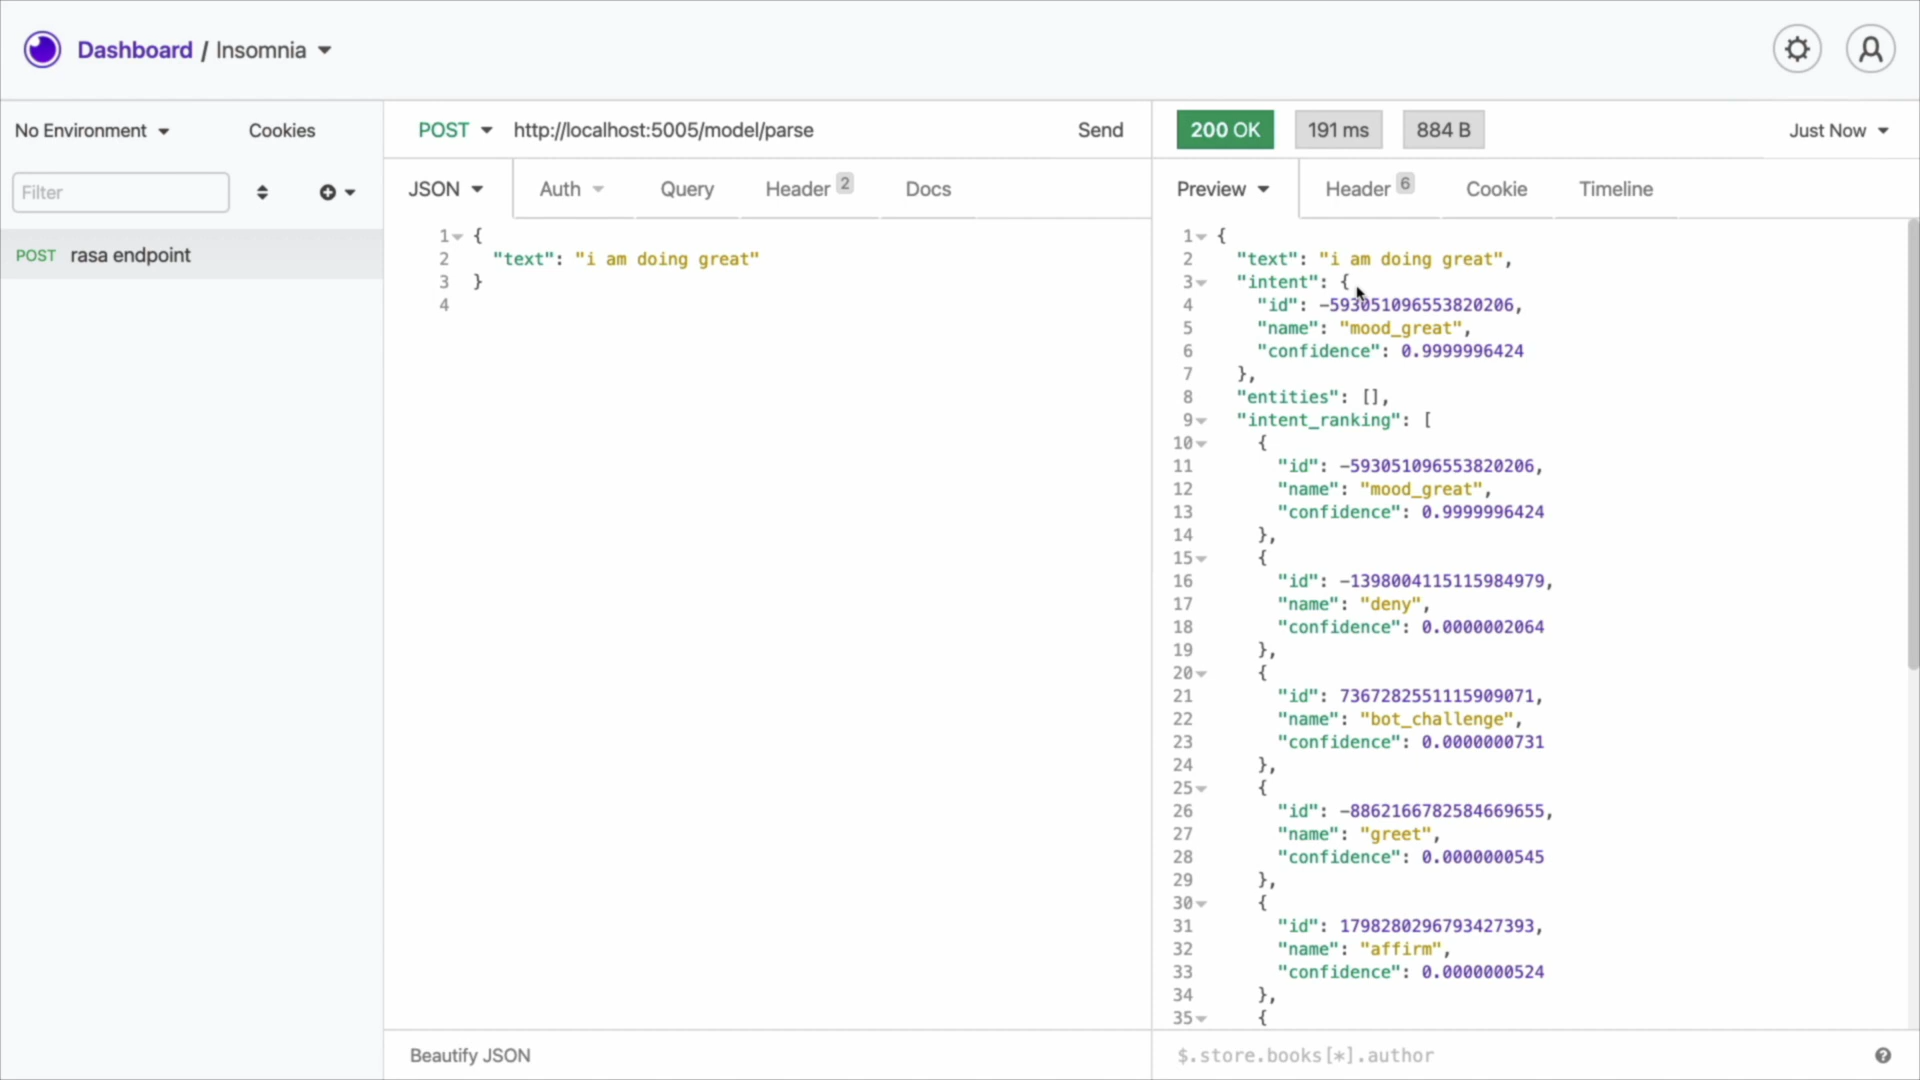 Dashboard / Insomnia
No Environment
Cookies
POST http://localhost:5005/model/parse
Send
200 OK
191 ms
884 B
Just Now
Filter
JSON
Auth
Query
Header 2
Docs
Preview
Header 6
Cookie
Timeline
POST rasa endpoint
1 {
2 "text": "i am doing great"
3 }
4
1 {
2 "text": "i am doing great",
3 "intent": {
4 "id": -593051096553820206,
5 "name": "mood_great",
6 "confidence": 0.9999996424
7 },
8 "entities": [],
9 "intent_ranking": [
10 {
11 "id": -593051096553820206,
12 "name": "mood_great",
13 "confidence": 0.9999996424
14 },
15 {
16 "id": -1398004115115984979,
17 "name": "deny",
18 "confidence": 0.0000002064
19 },
20 {
21 "id": 7367282551115909071,
22 "name": "bot_challenge",
23 "confidence": 0.0000000731
24 },
25 {
26 "id": -8862166782584669655,
27 "name": "greet",
28 "confidence": 0.0000000545
29 },
30 {
31 "id": 1798280296793427393,
32 "name": "affirm",
33 "confidence": 0.0000000524
34 },
35 {
Beautify JSON
$.store.books[*].author